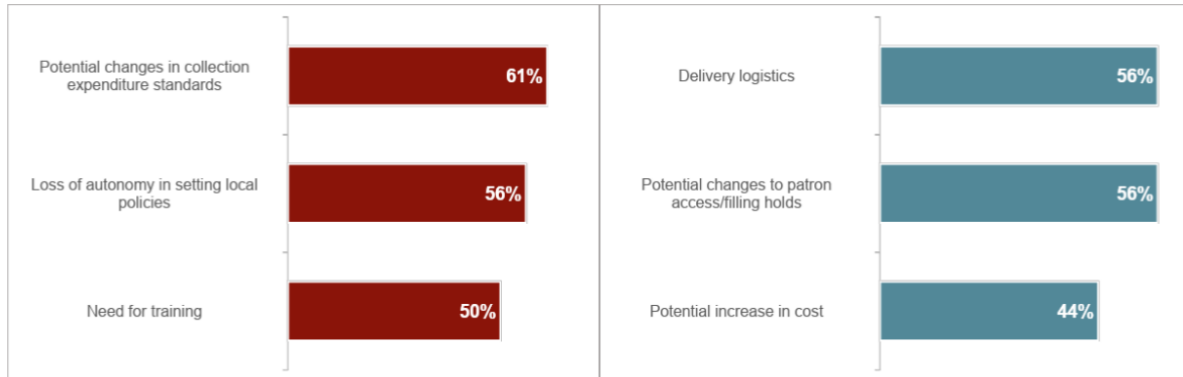 Potential changes in collection
expenditure standards
61%
Loss of autonomy in setting local
policies
56%
Need for training
50%
Delivery logistics
56%
Potential changes to patron
access/filling holds
56%
Potential increase in cost
44%